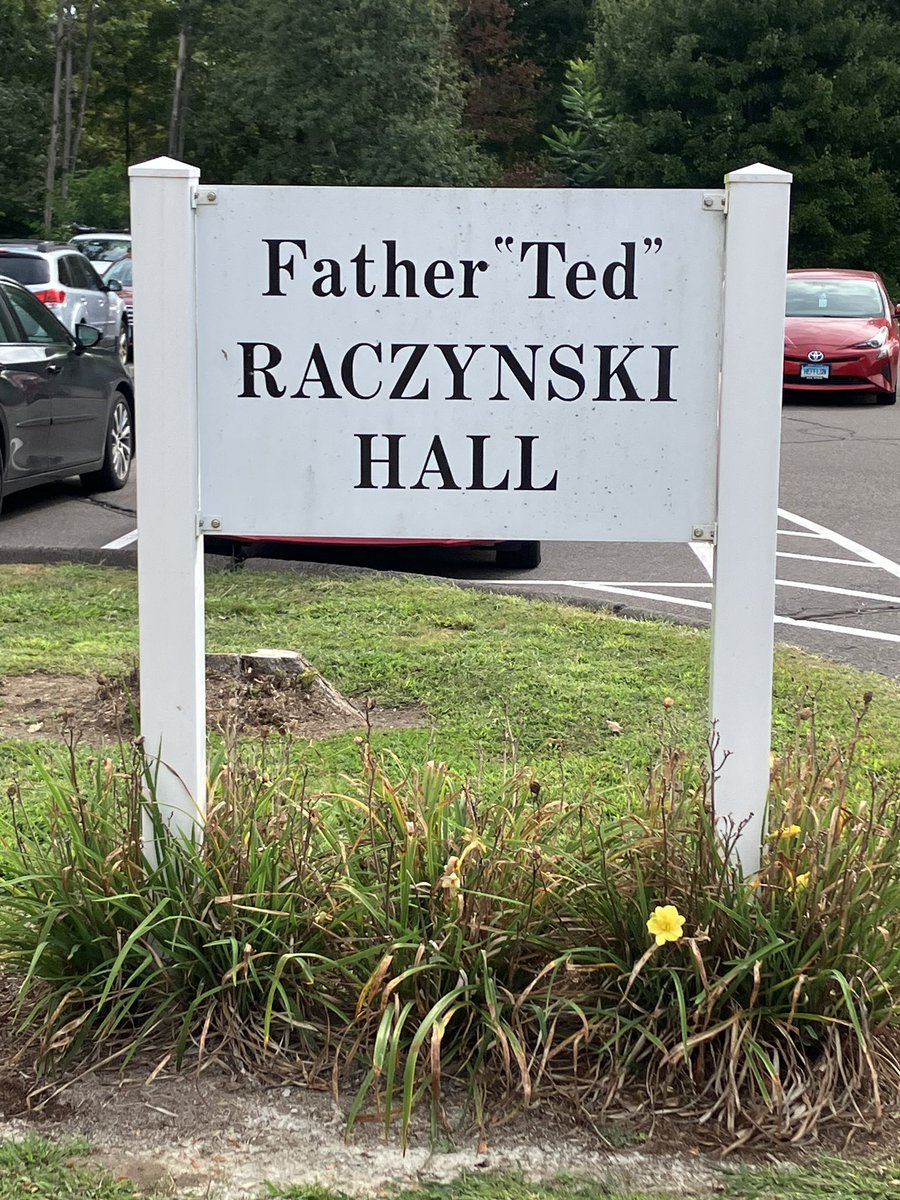 Father “Ted”
RACZYNSKI
HALL